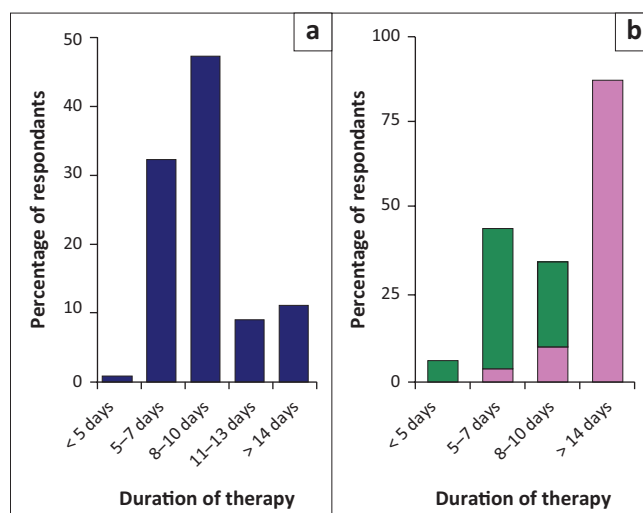 a
Percentage of respondants
50
40
30
20
10
0
< 5 days
5–7 days
8–10 days
11–13 days
> 14 days
Duration of therapy
b
Percentage of respondants
100
75
50
25
0
< 5 days
5–7 days
8–10 days
> 14 days
Duration of therapy